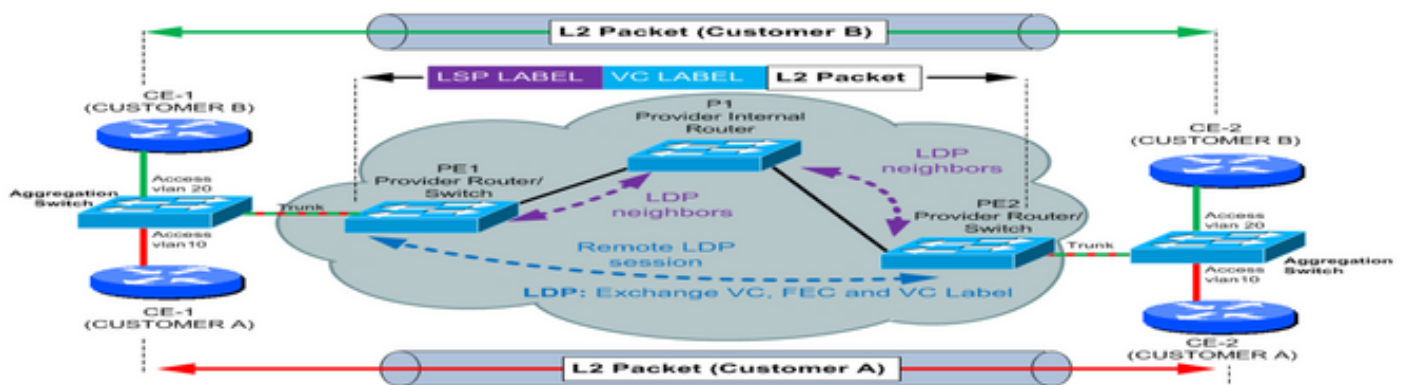 L2 Packet (Customer B)
LSP LABEL
VC LABEL
L2 Packet
CE-1
(CUSTOMER B)
P1
Provider Internal
Router
CE-2
(CUSTOMER B)
Access
vlan 20
Aggregation
Switch
Trunk
PE1
Provider Router/
Switch
LDP
neighbors
LDP
neighbors
PE2
Provider Router/
Switch
Access
vlan 20
Trunk
Aggregation
Switch
Access
vlan10
Remote LDP
session
LDP: Exchange VC, FEC and VC Label
Access
vlan10
CE-1
(CUSTOMER A)
CE-2
(CUSTOMER A)
L2 Packet (Customer A)